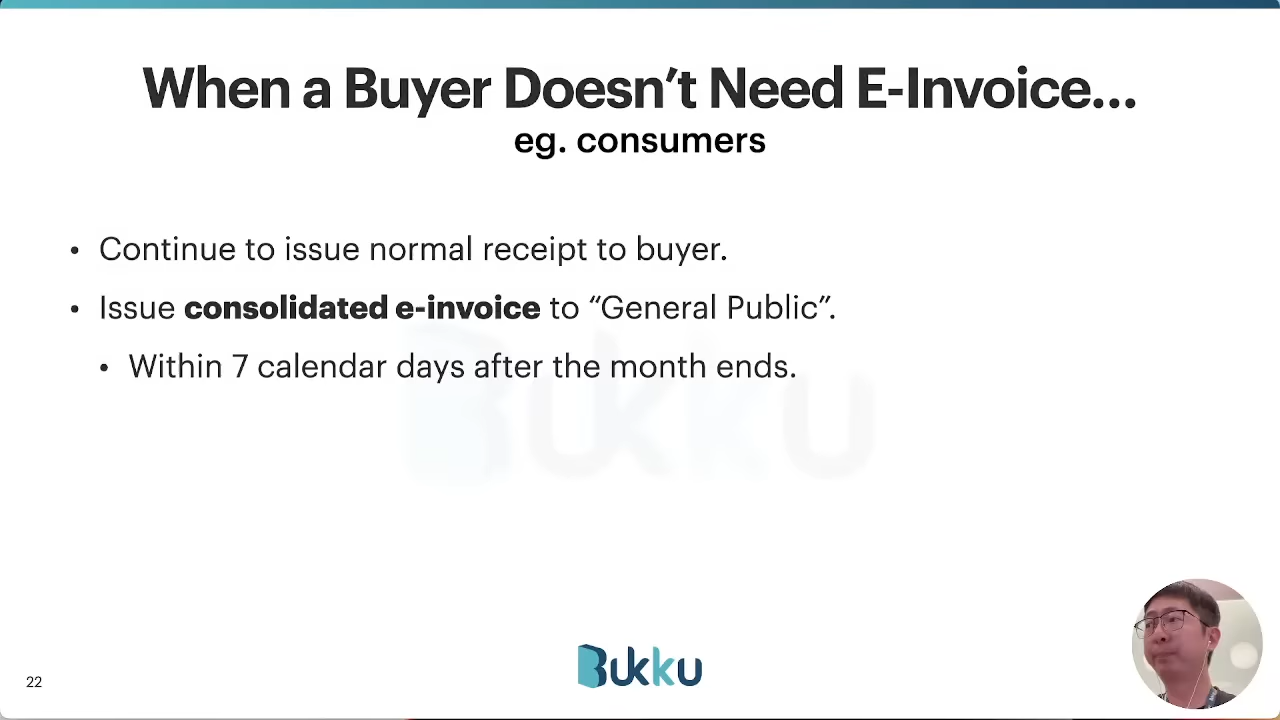 When a Buyer Doesn’t Need E-Invoice...
eg. consumers
• Continue to issue normal receipt to buyer.
• Issue consolidated e-invoice to “General Public”.
• Within 7 calendar days after the month ends.
Bukku
Bukku
22